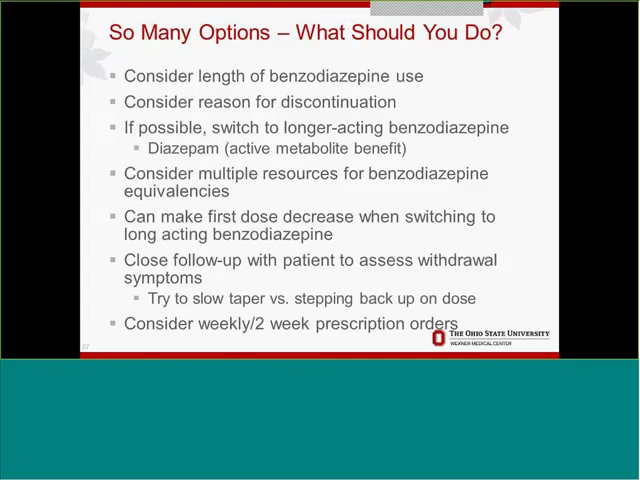 So Many Options – What Should You Do?
Consider length of benzodiazepine use
Consider reason for discontinuation
If possible, switch to longer-acting benzodiazepine
Diazepam (active metabolite benefit)
Consider multiple resources for benzodiazepine
equivalencies
Can make first dose decrease when switching to
long acting benzodiazepine
Close follow-up with patient to assess withdrawal
symptoms
Try to slow taper vs. stepping back up on dose
Consider weekly/2 week prescription orders
THE OHIO STATE UNIVERSITY
WEXNER MEDICAL CENTER